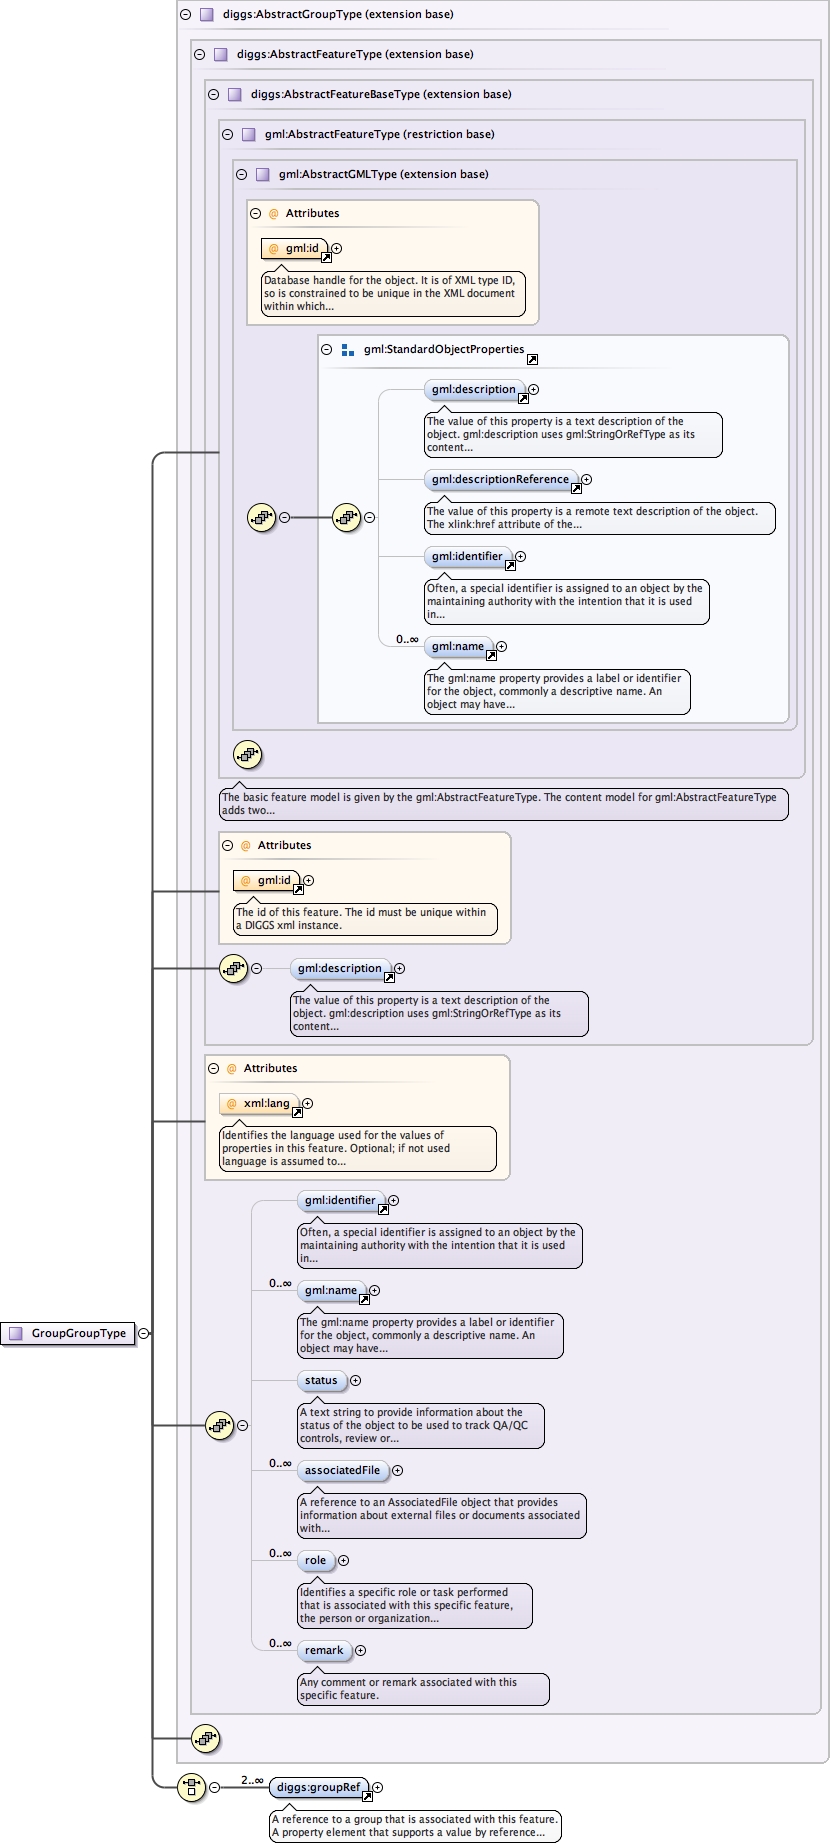 diggs:AbstractGroupType (extension base)
diggs:AbstractFeatureType (extension base)
diggs:AbstractFeatureBaseType (extension base)
gml:AbstractFeatureType (restriction base)
gml:AbstractGMLType (extension base)
@ Attributes
@ gml:id
Database handle for the object. It is of XML type ID,
so is constrained to be unique in the XML document
within which...
gml:StandardObjectProperties
gml:description
The value of this property is a text description of the
object. gml:description uses gml:StringOrRefType as its
content...
gml:descriptionReference
The value of this property is a remote text description of the object.
The xlink:href attribute of the...
gml:identifier
Often, a special identifier is assigned to an object by the
maintaining authority with the intention that it is used
in...
0..∞
gml:name
The gml:name property provides a label or identifier
for the object, commonly a descriptive name. An
object may have...
The basic feature model is given by the gml:AbstractFeatureType. The content model for gml:AbstractFeatureType
adds two...
@ Attributes
@ gml:id
The id of this feature. The id must be unique within
a DIGGS xml instance.
gml:description
The value of this property is a text description of the
object. gml:description uses gml:StringOrRefType as its
content...
@ Attributes
@ xml:lang
Identifies the language used for the values of
properties in this feature. Optional; if not used
language is assumed to...
gml:identifier
Often, a special identifier is assigned to an object by the
maintaining authority with the intention that it is used
in...
0..∞
gml:name
The gml:name property provides a label or identifier
for the object, commonly a descriptive name. An
object may have...
GroupGroupType
status
A text string to provide information about the
status of the object to be used to track QA/QC
controls, review or...
0..∞
associatedFile
A reference to an AssociatedFile object that provides
information about external files or documents associated
with...
0..∞
role
Identifies a specific role or task performed
that is associated with this specific feature,
the person or organization...
0..∞
remark
Any comment or remark associated with this
specific feature.
2..∞
diggs:groupRef
A reference to a group that is associated with this feature.
A property element that supports a value by reference...